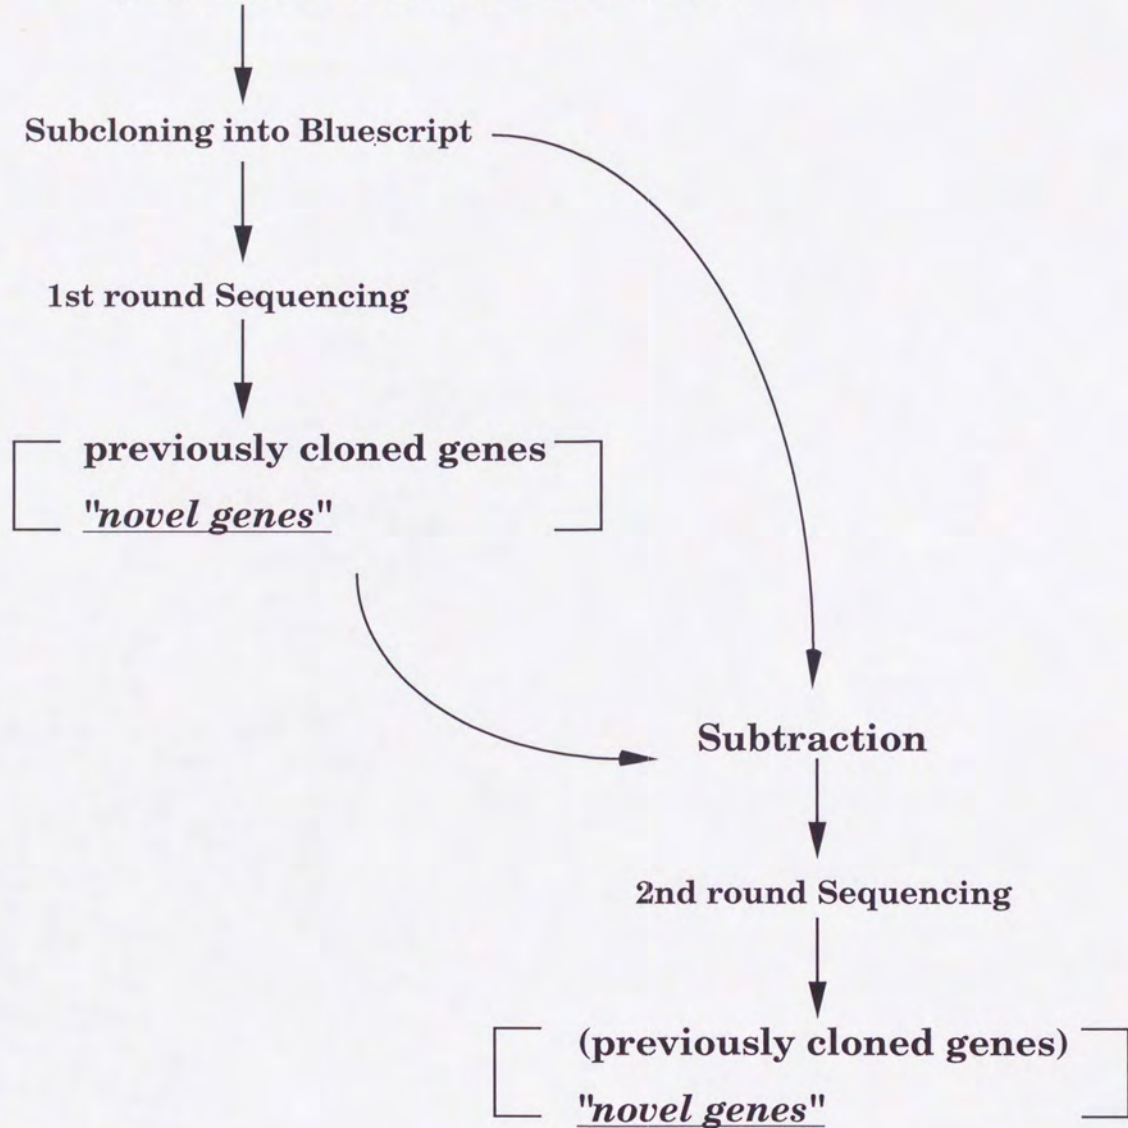 Subcloning into Bluescript
1st round Sequencing
previously cloned genes
"novel genes"
Subtraction
2nd round Sequencing
(previously cloned genes)
"novel genes"